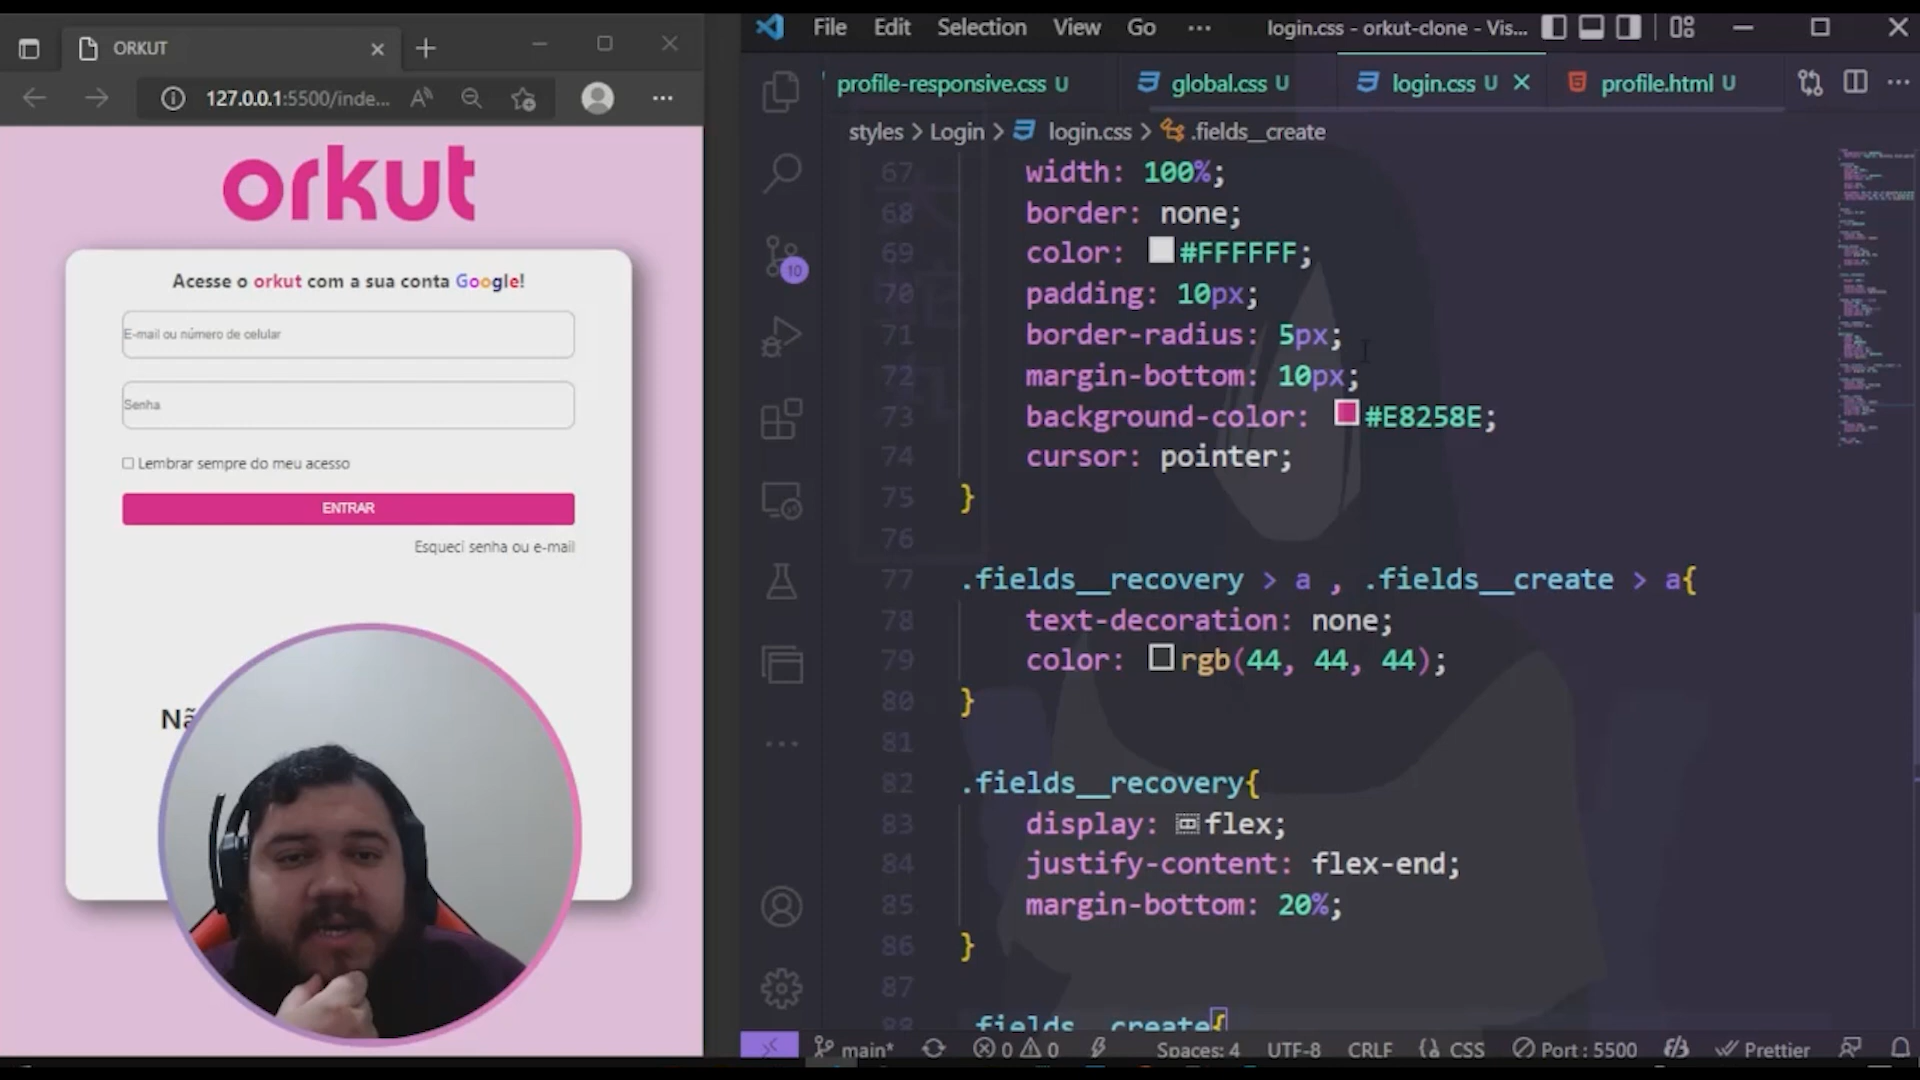 ORKUT
127.0.0.1:5500/inde...
orkut
Acesse o orkut com a sua conta Google!
E-mail ou número de celular
Senha
Lembrar sempre do meu acesso
ENTRAR
Esqueci senha ou e-mail
Nã
File Edit Selection View Go ... login.css - orkut-clone - Vis...
profile-responsive.css U global.css U login.css U profile.html U
styles > Login > login.css > .fields__create
10
67 width: 100%;
68 border: none;
69 color: #FFFFFF;
70 padding: 10px;
71 border-radius: 5px;
72 margin-bottom: 10px;
73 background-color: #E8258E;
74 cursor: pointer;
75 }
76
77 .fields__recovery > a , .fields__create > a{
78 text-decoration: none;
79 color: rgb(44, 44, 44);
80 }
81
82 .fields__recovery{
83 display: flex;
84 justify-content: flex-end;
85 margin-bottom: 20%;
86 }
87
88 .fields__create{
main* 0 0 Spaces: 4 UTF-8 CRLF {} CSS Port : 5500 Prettier